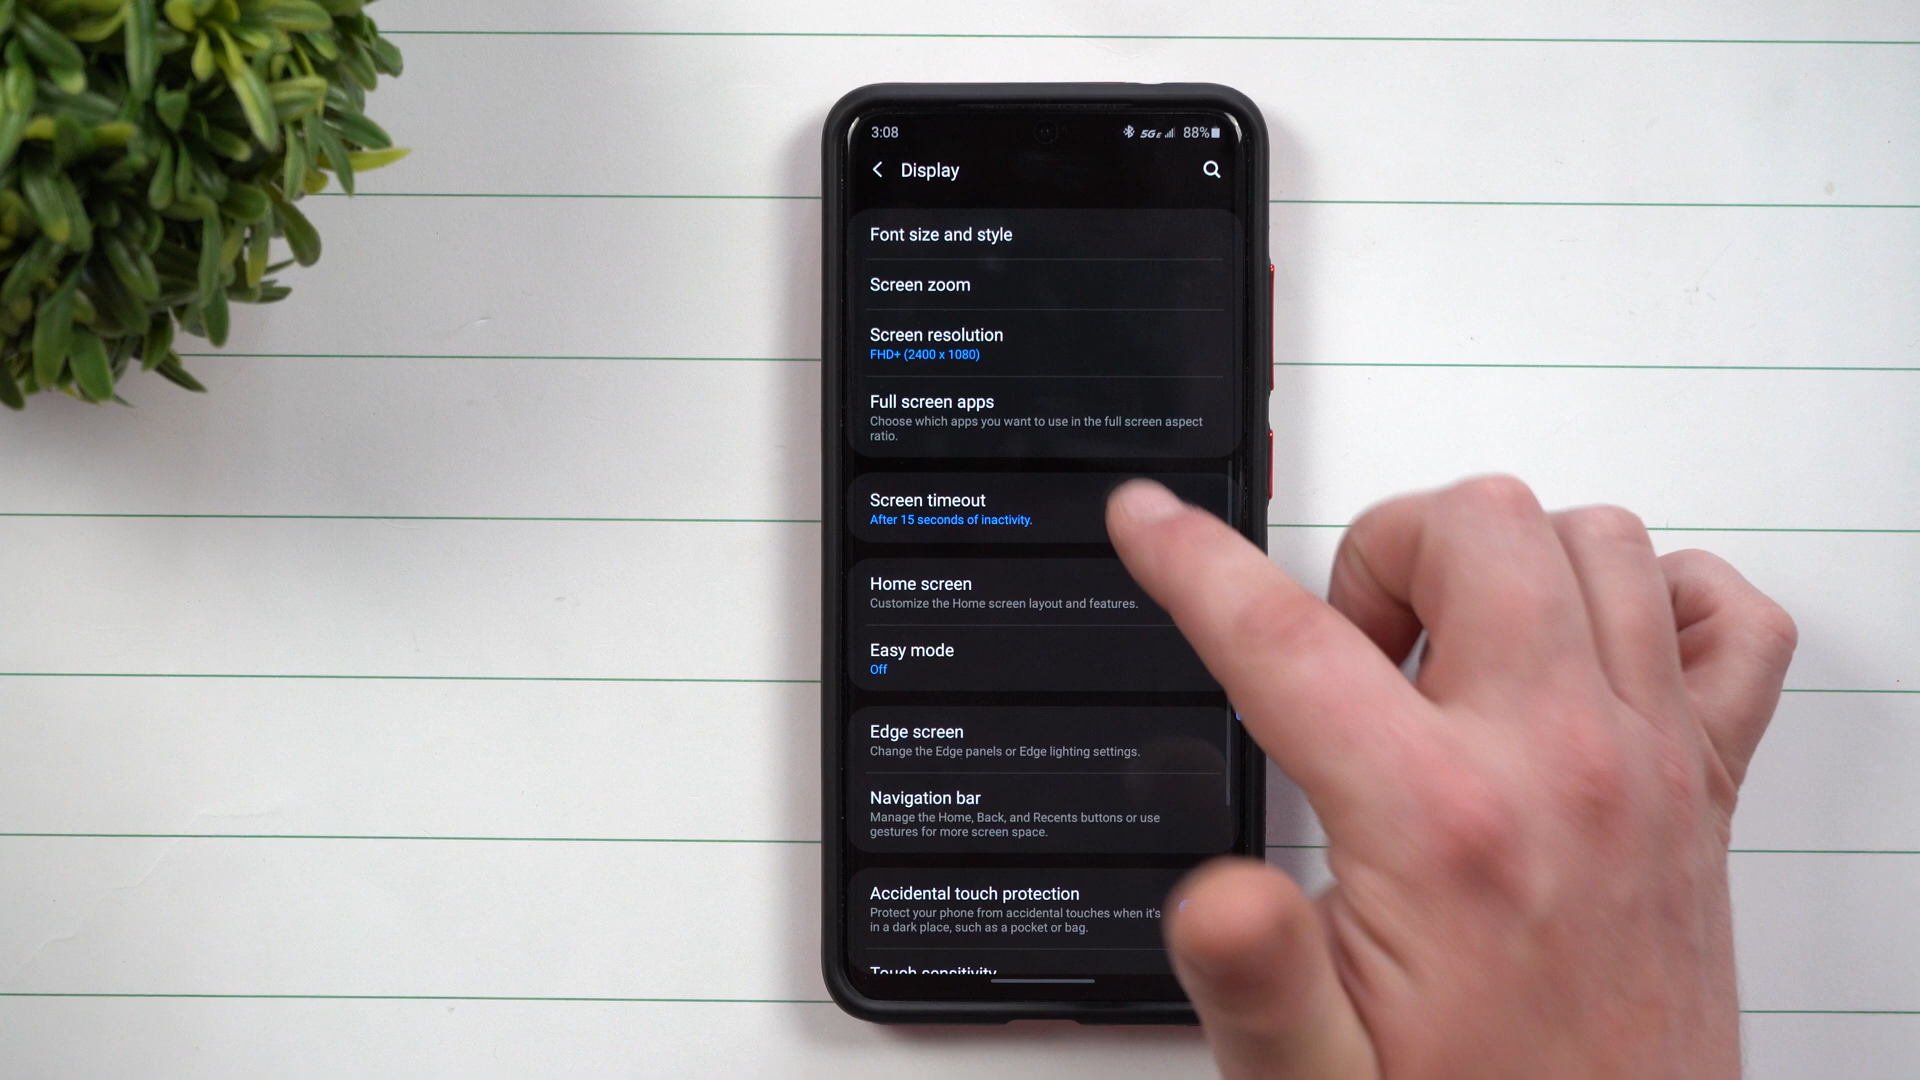 3:08
5GE 88%
Display
Font size and style
Screen zoom
Screen resolution
FHD+ (2400 x 1080)
Full screen apps
Choose which apps you want to use in the full screen aspect
ratio.
Screen timeout
After 15 seconds of inactivity.
Home screen
Customize the Home screen layout and features.
Easy mode
Off
Edge screen
Change the Edge panels or Edge lighting settings.
Navigation bar
Manage the Home, Back, and Recents buttons or use
gestures for more screen space.
Accidental touch protection
Protect your phone from accidental touches when it's
in a dark place, such as a pocket or bag.
Touch sensitivity